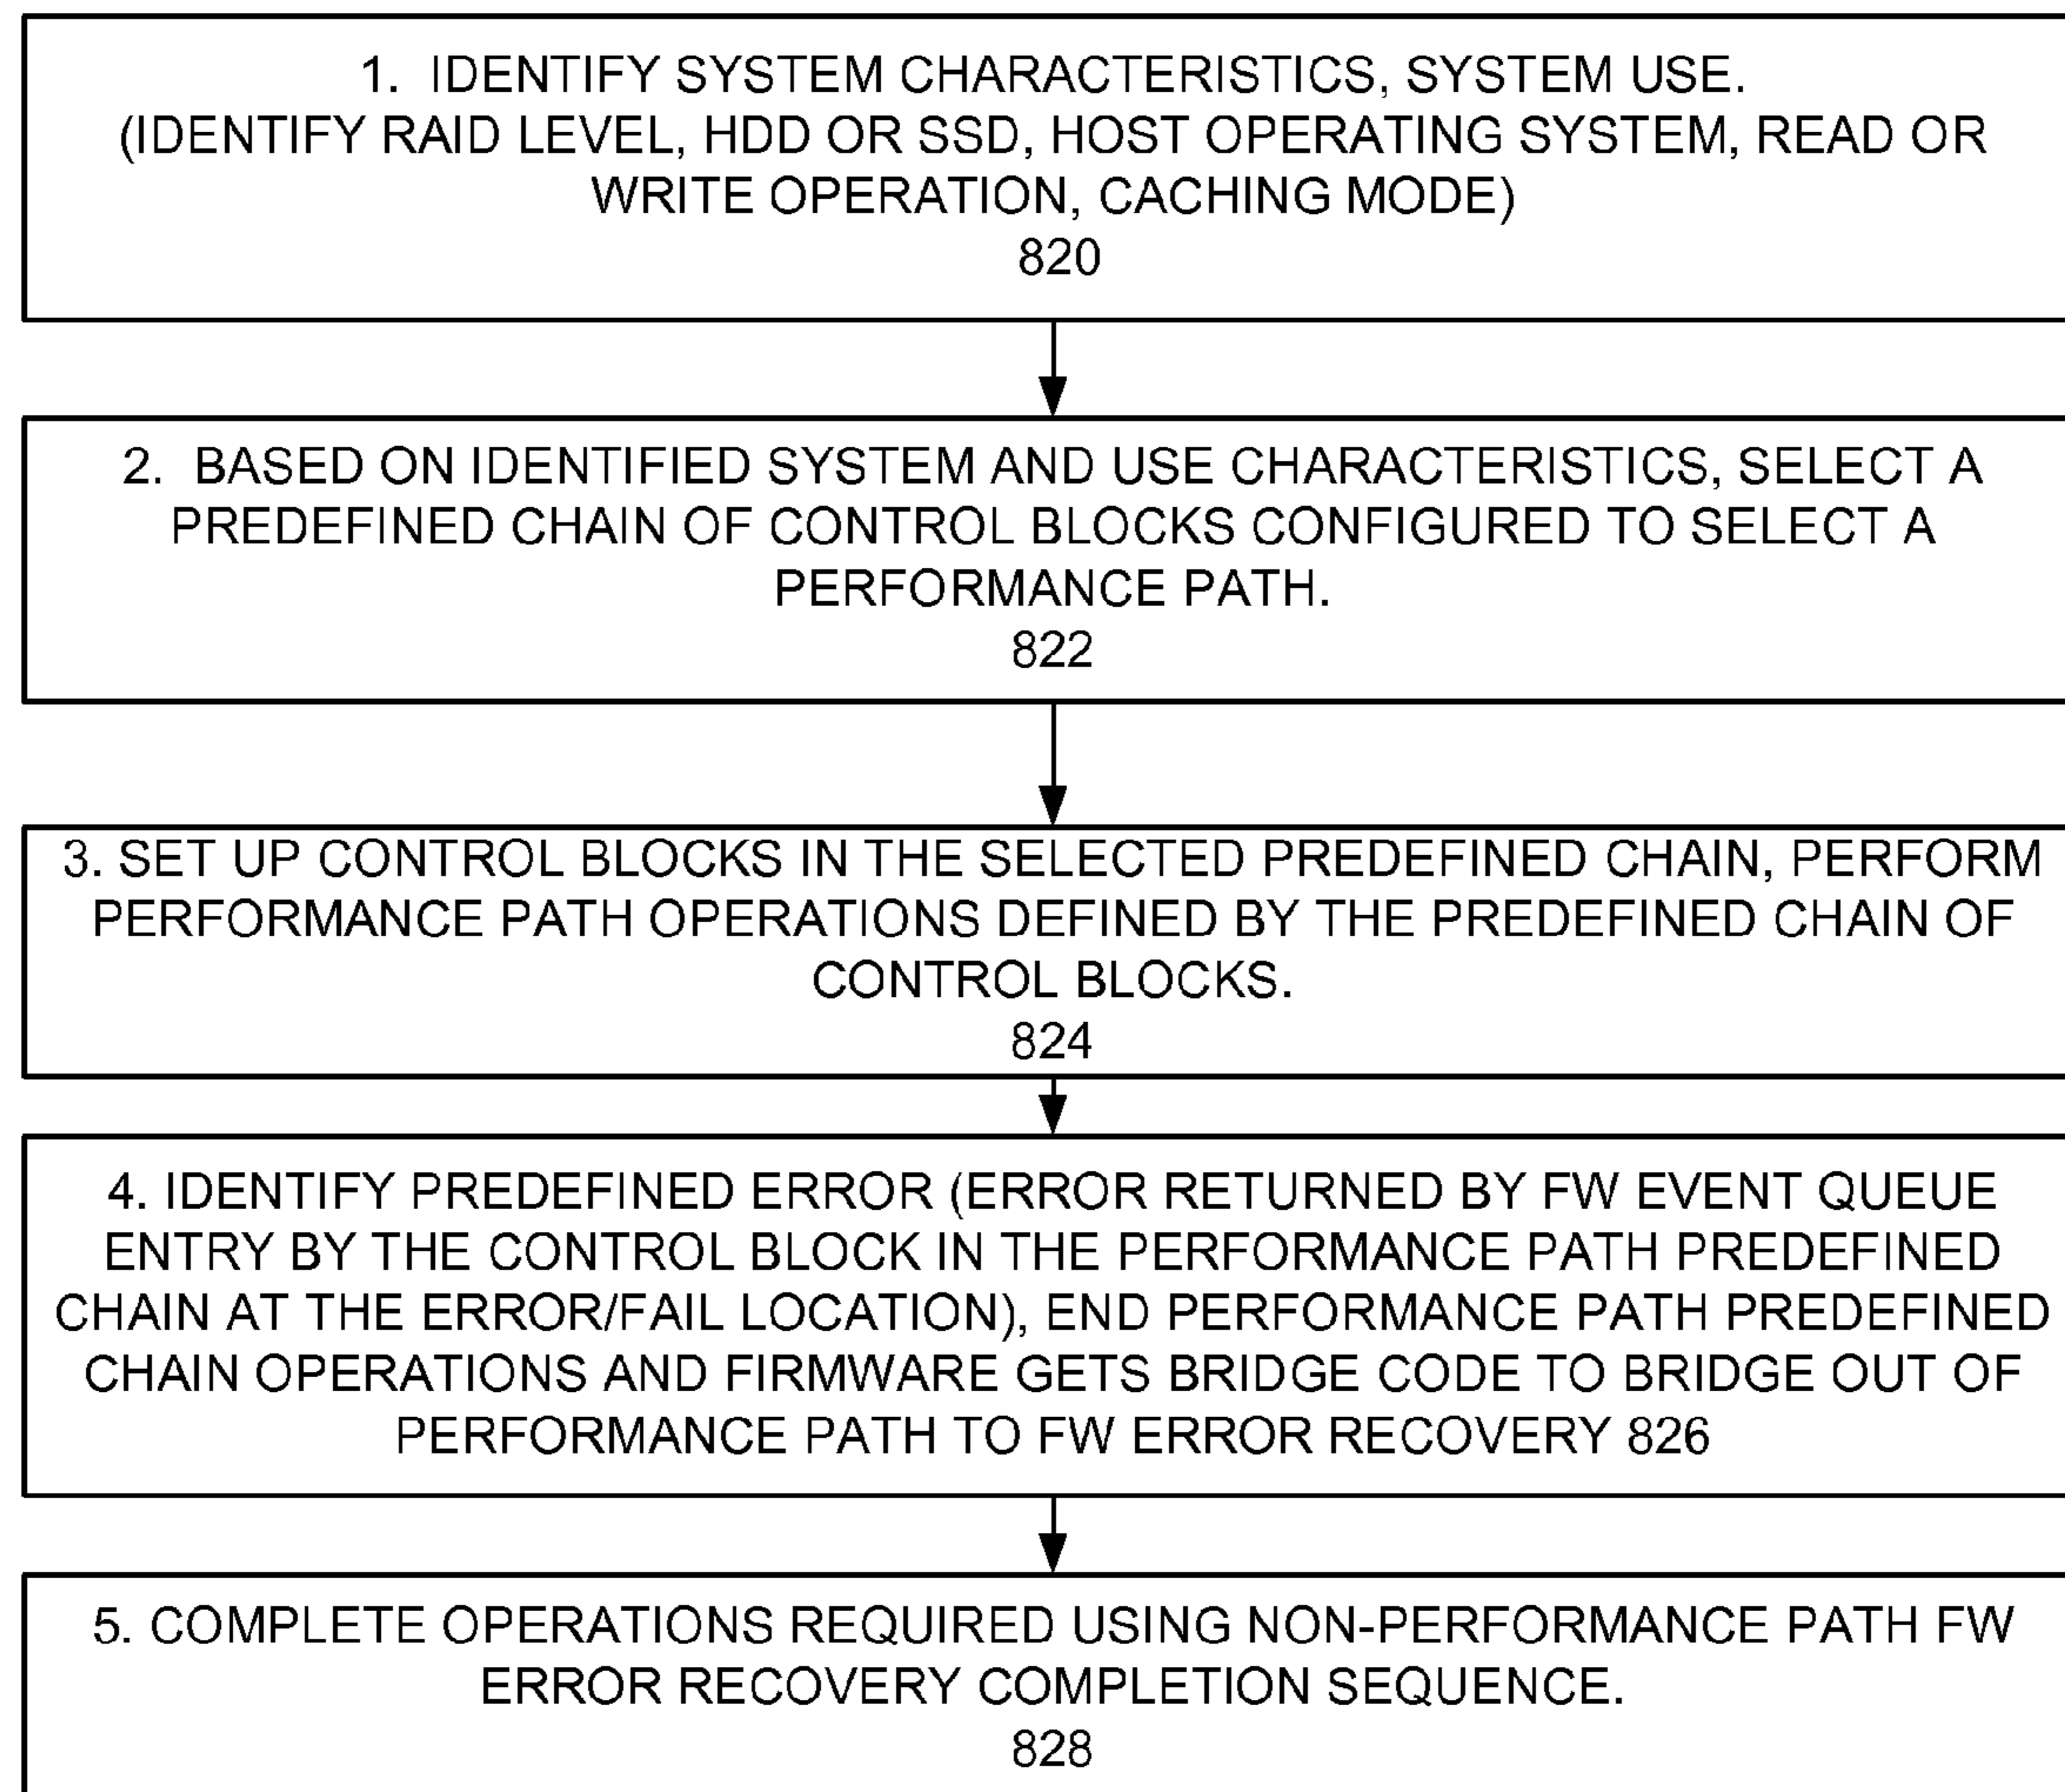 1. IDENTIFY SYSTEM CHARACTERISTICS, SYSTEM USE.
(IDENTIFY RAID LEVEL, HDD OR SSD, HOST OPERATING SYSTEM, READ OR
WRITE OPERATION, CACHING MODE)
820
2. BASED ON IDENTIFIED SYSTEM AND USE CHARACTERISTICS, SELECT A
PREDEFINED CHAIN OF CONTROL BLOCKS CONFIGURED TO SELECT A
PERFORMANCE PATH.
822
3. SET UP CONTROL BLOCKS IN THE SELECTED PREDEFINED CHAIN, PERFORM
PERFORMANCE PATH OPERATIONS DEFINED BY THE PREDEFINED CHAIN OF
CONTROL BLOCKS.
824
4. IDENTIFY PREDEFINED ERROR (ERROR RETURNED BY FW EVENT QUEUE
ENTRY BY THE CONTROL BLOCK IN THE PERFORMANCE PATH PREDEFINED
CHAIN AT THE ERROR/FAIL LOCATION), END PERFORMANCE PATH PREDEFINED
CHAIN OPERATIONS AND FIRMWARE GETS BRIDGE CODE TO BRIDGE OUT OF
PERFORMANCE PATH TO FW ERROR RECOVERY 826
5. COMPLETE OPERATIONS REQUIRED USING NON-PERFORMANCE PATH FW
ERROR RECOVERY COMPLETION SEQUENCE.
828